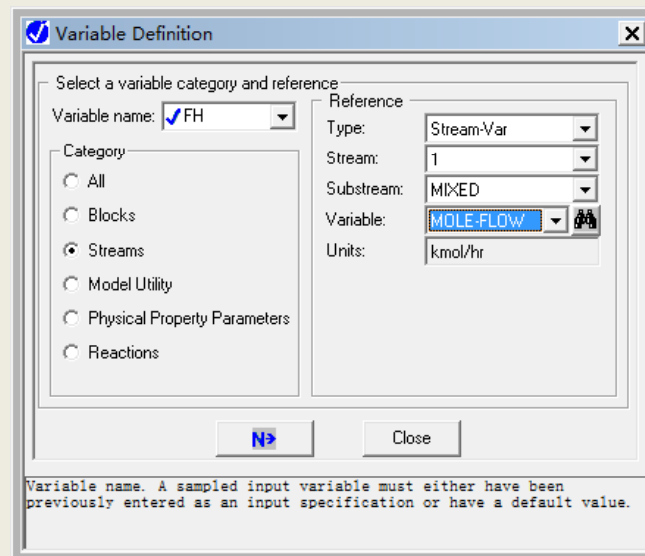 Variable Definition
Select a variable category and reference
Variable name: FH
Category
All
Blocks
Streams
Model Utility
Physical Property Parameters
Reactions
Reference
Type: Stream-Var
Stream: 1
Substream: MIXED
Variable: MOLE-FLOW
Units: kmol/hr
N
Close
Variable name. A sampled input variable must either have been
previously entered as an input specification or have a default value.